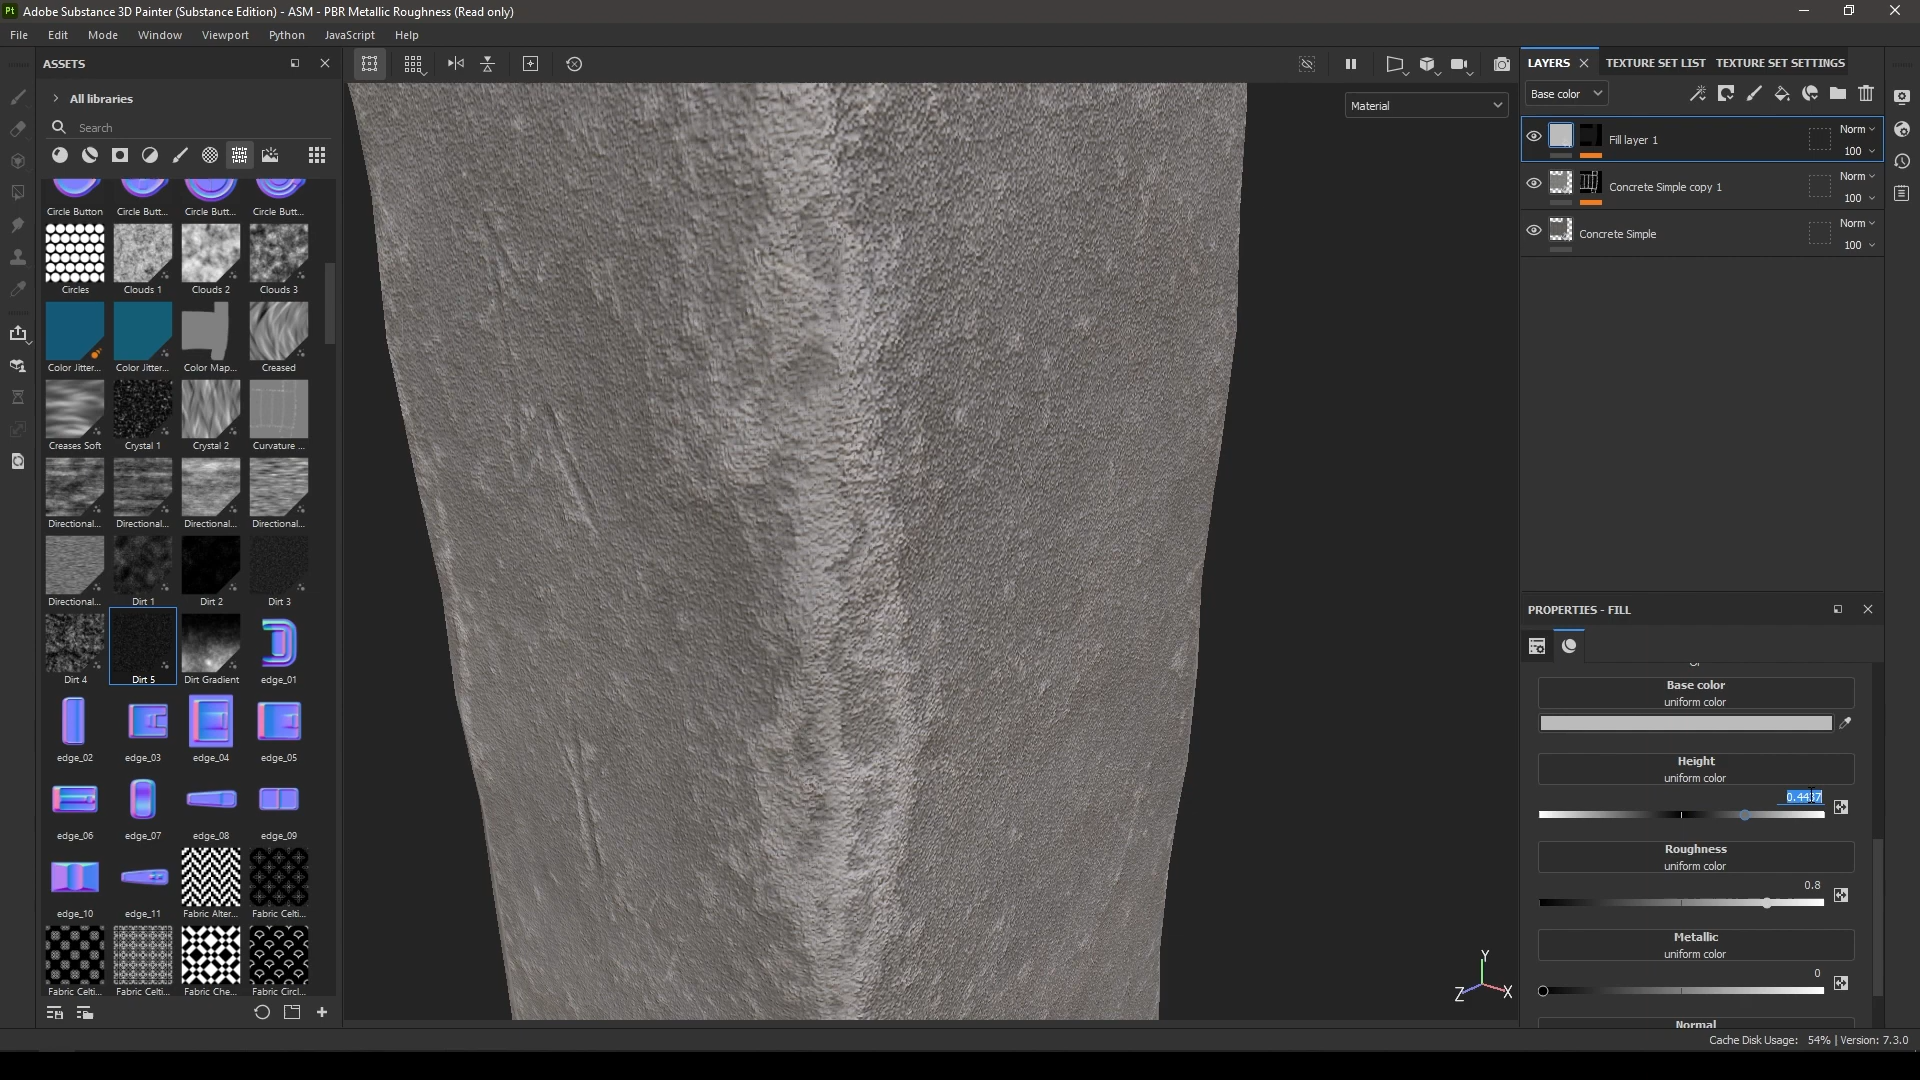 Pt Adobe Substance 3D Painter (Substance Edition) - ASM - PBR Metallic Roughness (Read only)
File Edit Mode Window Viewport Python JavaScript Help
ASSETS
All libraries
Search
Circle Button Circle Butt... Circle Butt... Circle Butt...
Circles Clouds 1 Clouds 2 Clouds 3
Color Jitter... Color Jitter... Color Map... Creased
Creases Soft Crystal 1 Crystal 2 Curvature ...
Directional... Directional... Directional... Directional...
Directional... Dirt 1 Dirt 2 Dirt 3
Dirt 4 Dirt 5 Dirt Gradient edge_01
edge_02 edge_03 edge_04 edge_05
edge_06 edge_07 edge_08 edge_09
edge_10 edge_11 Fabric Alter... Fabric Celti...
Fabric Celti... Fabric Celti... Fabric Che... Fabric Circl...
Material
Y
Z X
LAYERS TEXTURE SET LIST TEXTURE SET SETTINGS
Base color
Fill layer 1 Norm
100
Concrete Simple copy 1 Norm
100
Concrete Simple Norm
100
PROPERTIES - FILL
Base color
uniform color
Height
uniform color
0.4437
Roughness
uniform color
0.8
Metallic
uniform color
0
Normal
Cache Disk Usage: 54% | Version: 7.3.0